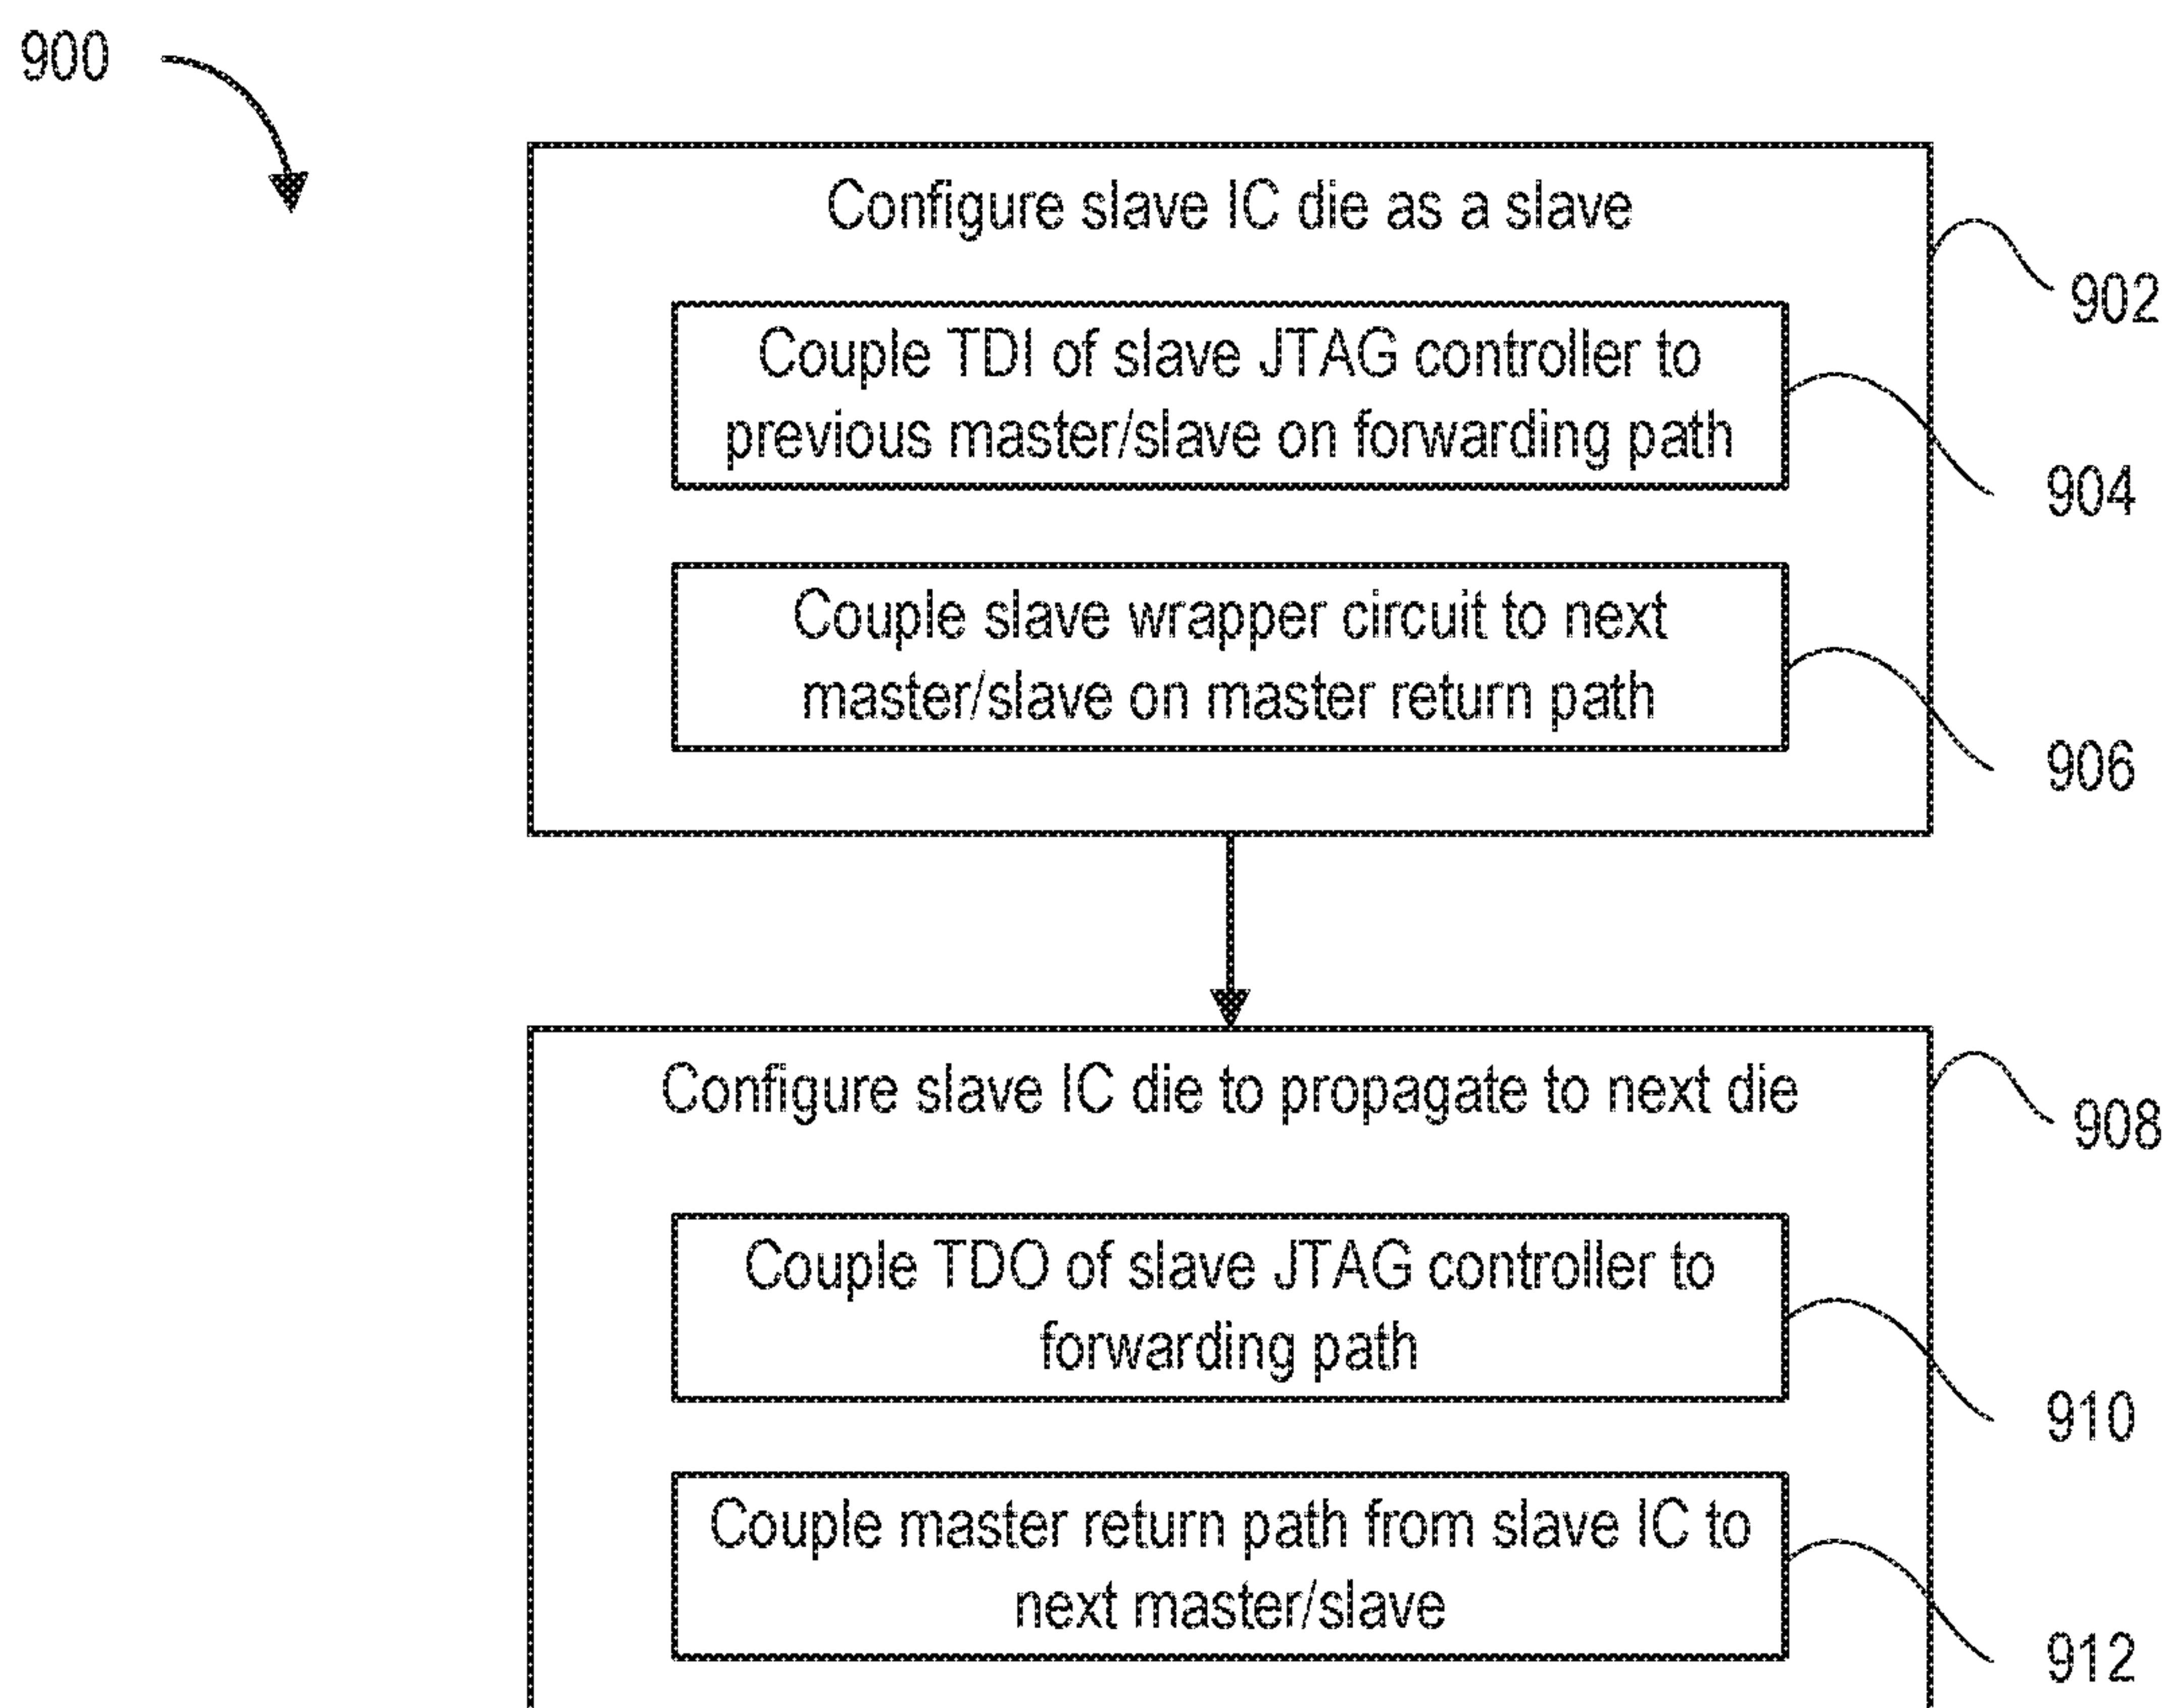 900
Configure slave IC die as a slave
902
Couple TDI of slave JTAG controller to
previous master/slave on forwarding path
904
Couple slave wrapper circuit to next
master/slave on master return path
906
Configure slave IC die to propagate to next die
908
Couple TDO of slave JTAG controller to
forwarding path
910
Couple master return path from slave IC to
next master/slave
912